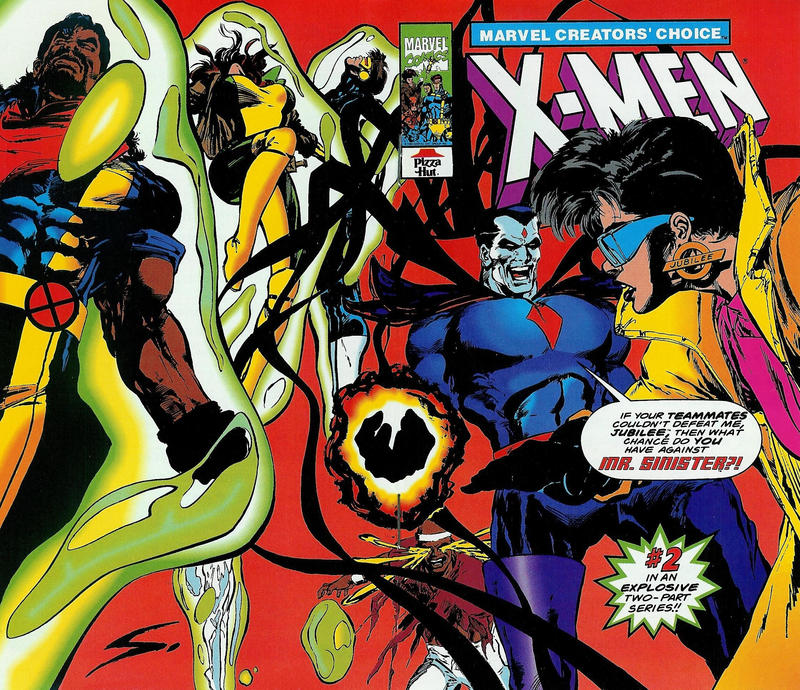 MARVEL CREATORS' CHOICE™
X-MEN®
MARVEL
COMICS
Pizza
Hut®
JUBILEE
IF YOUR TEAMMATES
COULDN'T DEFEAT ME,
JUBILEE, THEN WHAT
CHANCE DO YOU
HAVE AGAINST
MR. SINISTER?!
#2
IN AN
EXPLOSIVE
TWO-PART
SERIES!!
S.